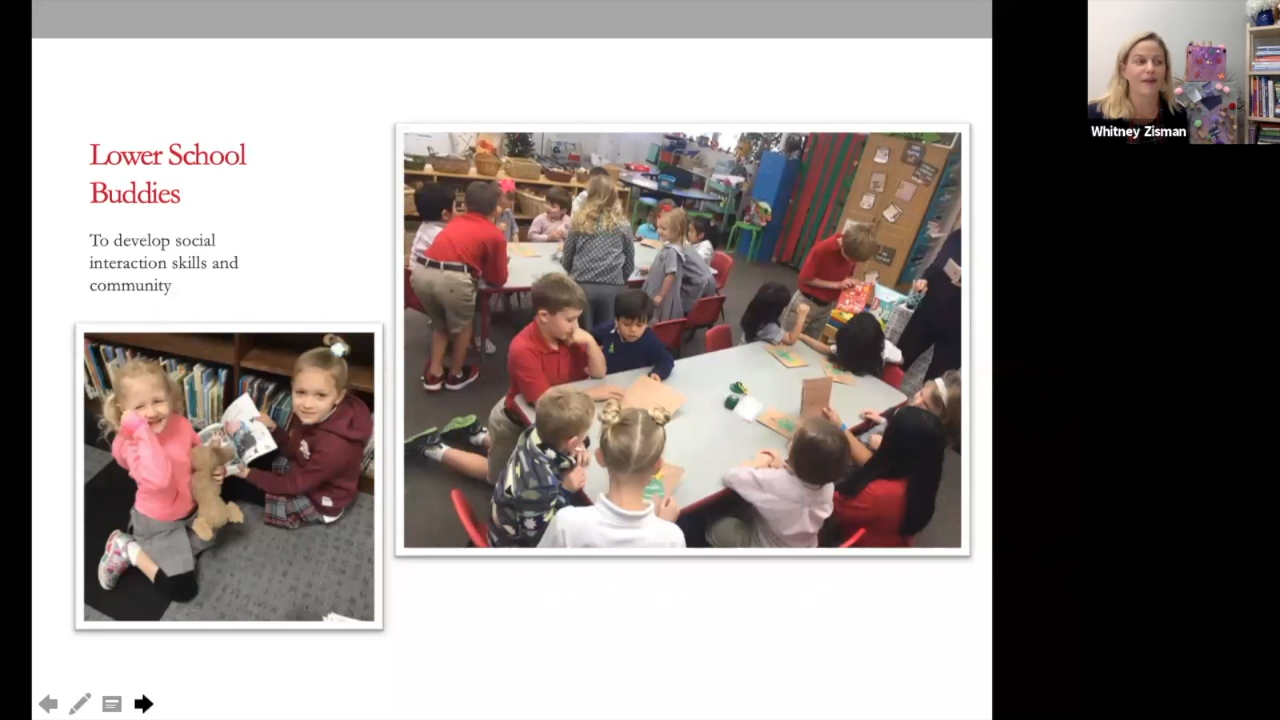 Lower School
Buddies
To develop social
interaction skills and
community
Whitney Zisman